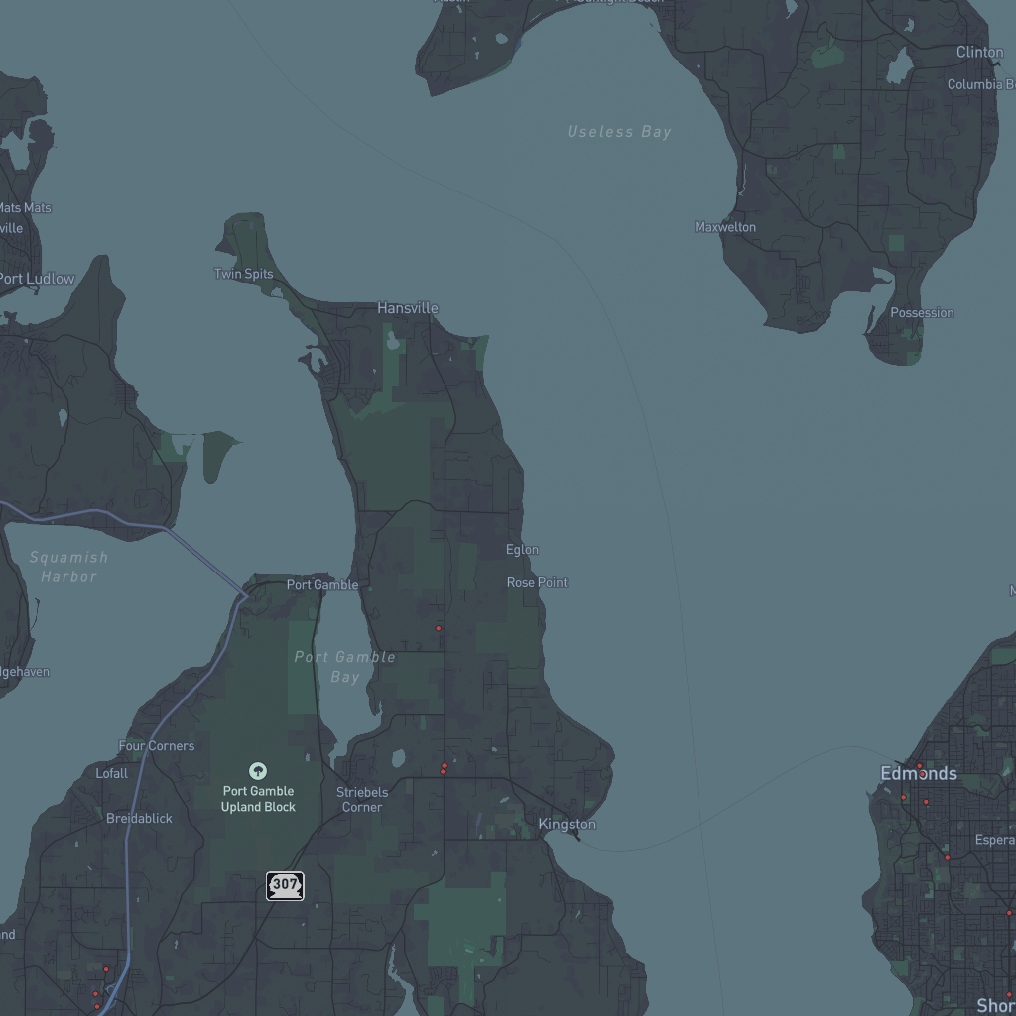 Clinton
Columbia B
Useless Bay
Mats Mats
ville
Maxwelton
Twin Spits
Port Ludlow
Hansville
Possession
Squamish
Harbor
Eglon
Rose Point
Port Gamble
Port Gamble
Bay
dgehaven
Four Corners
Lofall
Edmonds
Port Gamble
Upland Block
Striebels
Corner
Breidablick
Kingston
Espera
307
nd
Shor